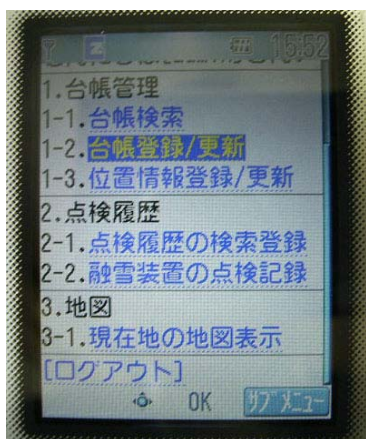 15:52
1.台帳管理
1-1.台帳検索
1-2.台帳登録/更新
1-3.位置情報登録/更新
2.点検履歴
2-1.点検履歴の検索登録
2-2.融雪装置の点検記録
3.地図
3-1.現在地の地図表示
[ログアウト]
OK サブメニュー